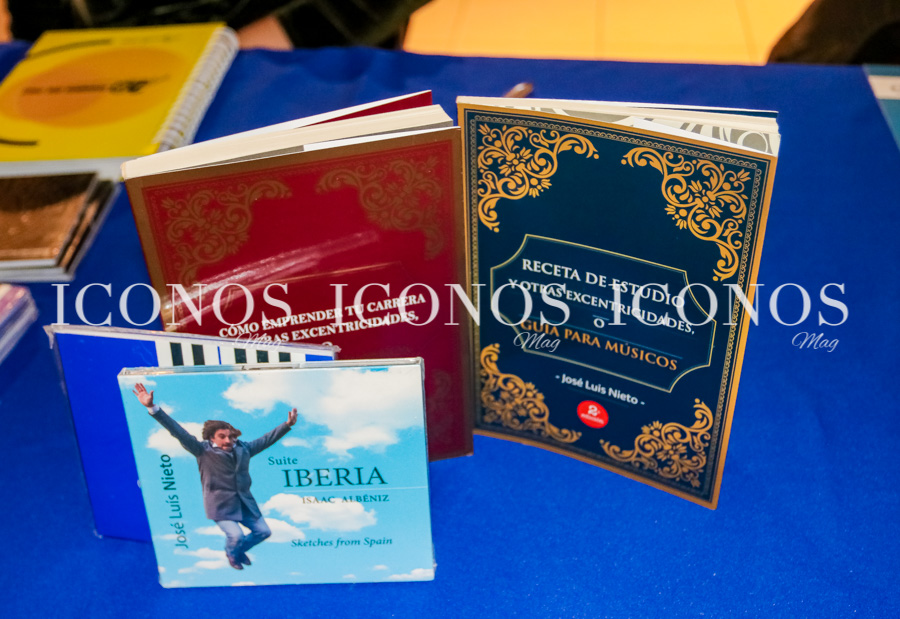 CÓMO EMPRENDER TU CARRERA
EXCENTRICIDADES,
RECETA DE ESTUDIO
Y OTRAS EXCENTRICIDADES,
O
GUÍA PARA MÚSICOS
- José Luis Nieto -
José Luis Nieto
Suite
IBERIA
ISAAC ALBÉNIZ
Sketches from Spain
ICONOS ICONOS ICONOS
Mag Mag Mag